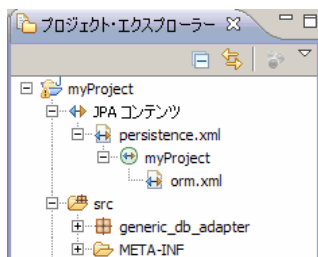 プロジェクト・エクスプローラー
myProject
JPA コンテンツ
persistence.xml
myProject
orm.xml
src
generic_db_adapter
META-INF